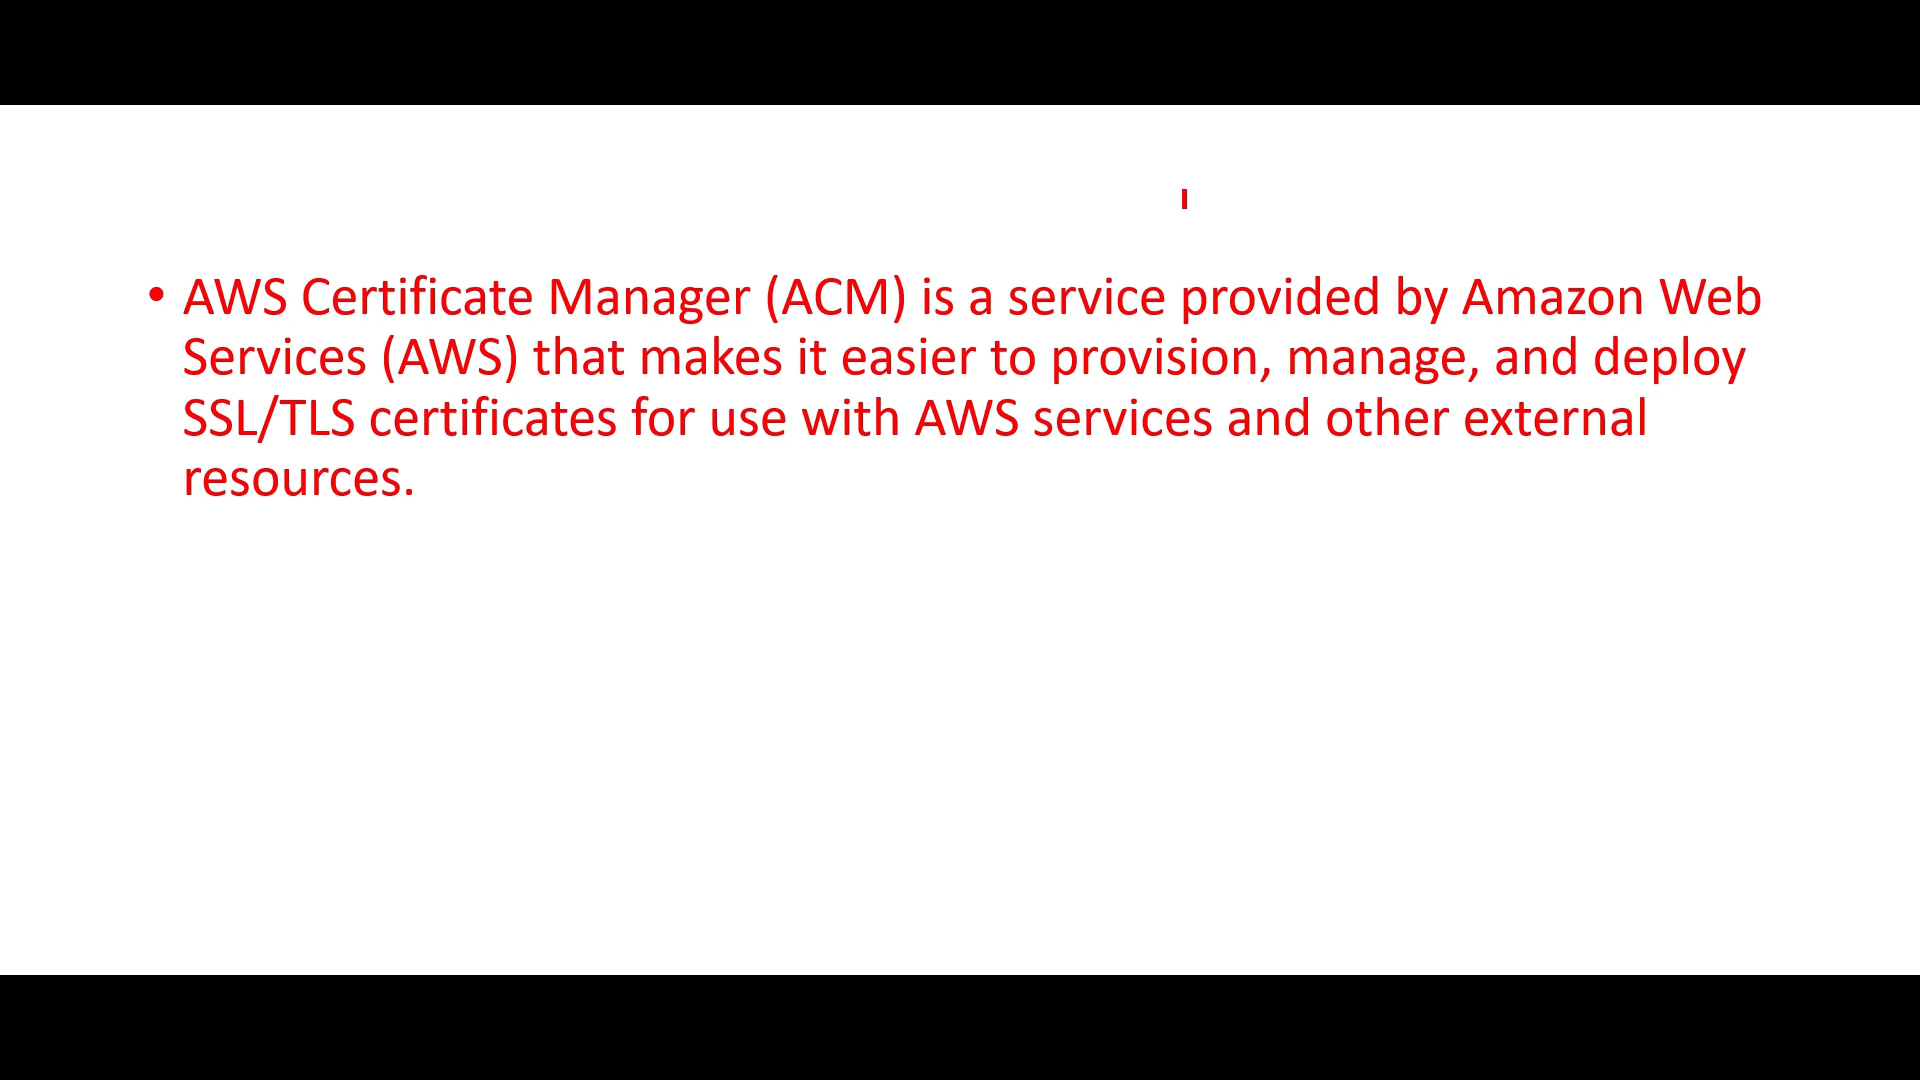 • AWS Certificate Manager (ACM) is a service provided by Amazon Web
Services (AWS) that makes it easier to provision, manage, and deploy
SSL/TLS certificates for use with AWS services and other external
resources.